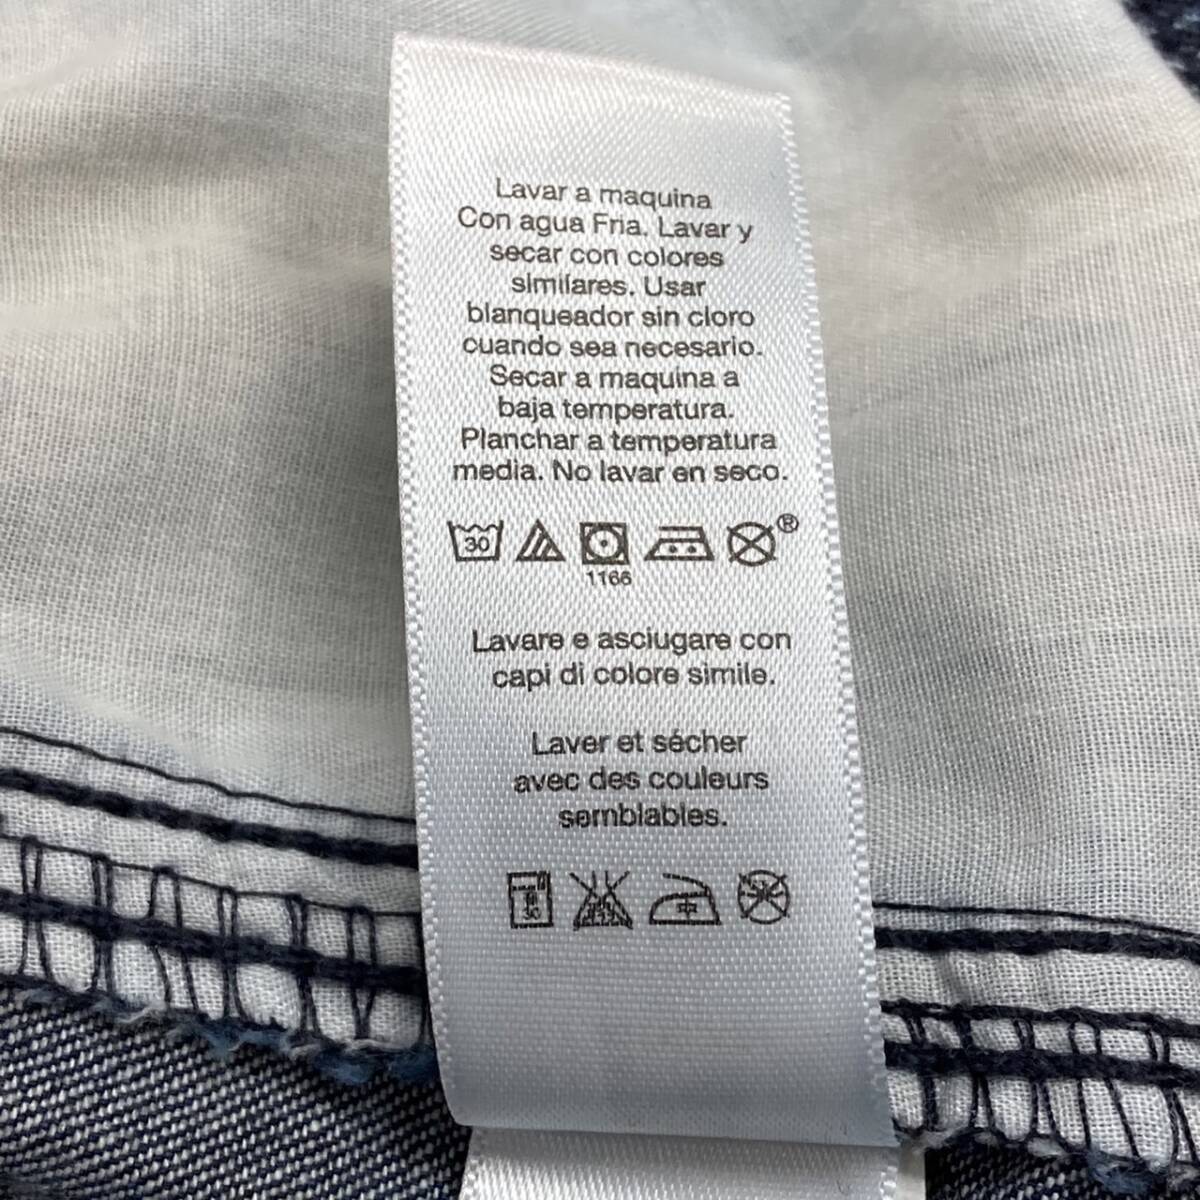 Lavar a maquina
Con agua Fria. Lavar y
secar con colores
similares. Usar
blanqueador sin cloro
cuando sea necesario.
Secar a maquina a
baja temperatura.
Planchar a temperatura
media. No lavar en seco.
30 ®
1166
Lavare e asciugare con
capi di colore simile.
Laver et sécher
avec des couleurs
semblables.